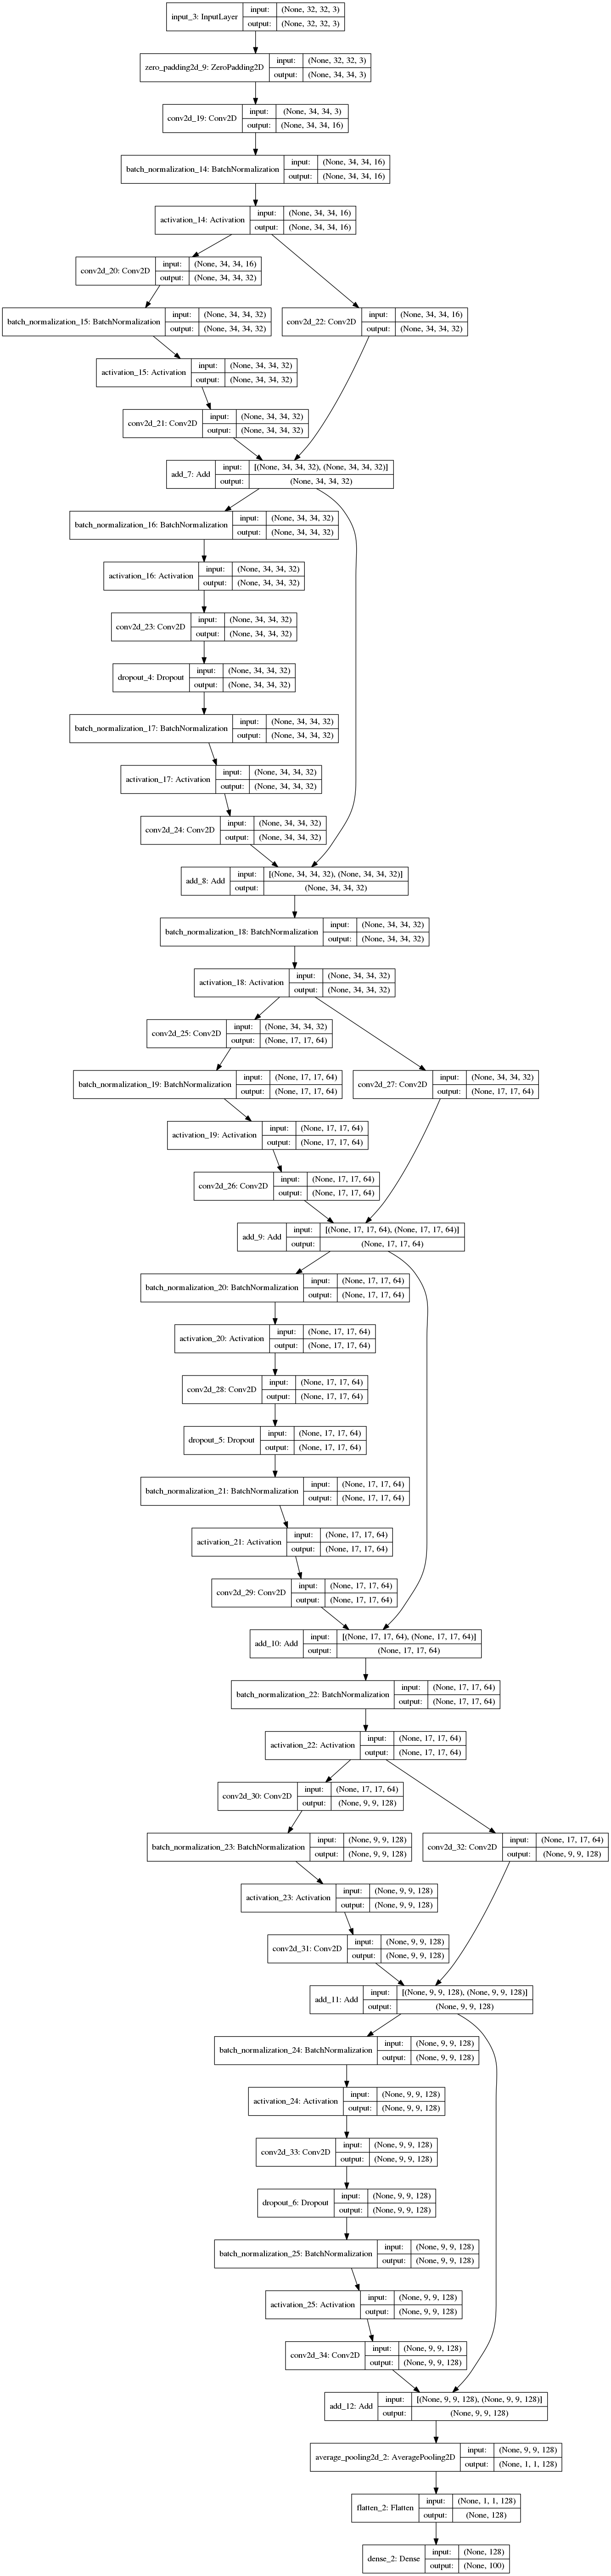 input_3: InputLayer
input: (None, 32, 32, 3)
output: (None, 32, 32, 3)
zero_padding2d_9: ZeroPadding2D
input: (None, 32, 32, 3)
output: (None, 34, 34, 3)
conv2d_19: Conv2D
input: (None, 34, 34, 3)
output: (None, 34, 34, 16)
batch_normalization_14: BatchNormalization
input: (None, 34, 34, 16)
output: (None, 34, 34, 16)
activation_14: Activation
input: (None, 34, 34, 16)
output: (None, 34, 34, 16)
conv2d_20: Conv2D
input: (None, 34, 34, 16)
output: (None, 34, 34, 32)
batch_normalization_15: BatchNormalization
input: (None, 34, 34, 32)
output: (None, 34, 34, 32)
conv2d_22: Conv2D
input: (None, 34, 34, 16)
output: (None, 34, 34, 32)
activation_15: Activation
input: (None, 34, 34, 32)
output: (None, 34, 34, 32)
conv2d_21: Conv2D
input: (None, 34, 34, 32)
output: (None, 34, 34, 32)
add_7: Add
input: [(None, 34, 34, 32), (None, 34, 34, 32)]
output: (None, 34, 34, 32)
batch_normalization_16: BatchNormalization
input: (None, 34, 34, 32)
output: (None, 34, 34, 32)
activation_16: Activation
input: (None, 34, 34, 32)
output: (None, 34, 34, 32)
conv2d_23: Conv2D
input: (None, 34, 34, 32)
output: (None, 34, 34, 32)
dropout_4: Dropout
input: (None, 34, 34, 32)
output: (None, 34, 34, 32)
batch_normalization_17: BatchNormalization
input: (None, 34, 34, 32)
output: (None, 34, 34, 32)
activation_17: Activation
input: (None, 34, 34, 32)
output: (None, 34, 34, 32)
conv2d_24: Conv2D
input: (None, 34, 34, 32)
output: (None, 34, 34, 32)
add_8: Add
input: [(None, 34, 34, 32), (None, 34, 34, 32)]
output: (None, 34, 34, 32)
batch_normalization_18: BatchNormalization
input: (None, 34, 34, 32)
output: (None, 34, 34, 32)
activation_18: Activation
input: (None, 34, 34, 32)
output: (None, 34, 34, 32)
conv2d_25: Conv2D
input: (None, 34, 34, 32)
output: (None, 17, 17, 64)
batch_normalization_19: BatchNormalization
input: (None, 17, 17, 64)
output: (None, 17, 17, 64)
conv2d_27: Conv2D
input: (None, 34, 34, 32)
output: (None, 17, 17, 64)
activation_19: Activation
input: (None, 17, 17, 64)
output: (None, 17, 17, 64)
conv2d_26: Conv2D
input: (None, 17, 17, 64)
output: (None, 17, 17, 64)
add_9: Add
input: [(None, 17, 17, 64), (None, 17, 17, 64)]
output: (None, 17, 17, 64)
batch_normalization_20: BatchNormalization
input: (None, 17, 17, 64)
output: (None, 17, 17, 64)
activation_20: Activation
input: (None, 17, 17, 64)
output: (None, 17, 17, 64)
conv2d_28: Conv2D
input: (None, 17, 17, 64)
output: (None, 17, 17, 64)
dropout_5: Dropout
input: (None, 17, 17, 64)
output: (None, 17, 17, 64)
batch_normalization_21: BatchNormalization
input: (None, 17, 17, 64)
output: (None, 17, 17, 64)
activation_21: Activation
input: (None, 17, 17, 64)
output: (None, 17, 17, 64)
conv2d_29: Conv2D
input: (None, 17, 17, 64)
output: (None, 17, 17, 64)
add_10: Add
input: [(None, 17, 17, 64), (None, 17, 17, 64)]
output: (None, 17, 17, 64)
batch_normalization_22: BatchNormalization
input: (None, 17, 17, 64)
output: (None, 17, 17, 64)
activation_22: Activation
input: (None, 17, 17, 64)
output: (None, 17, 17, 64)
conv2d_30: Conv2D
input: (None, 17, 17, 64)
output: (None, 9, 9, 128)
batch_normalization_23: BatchNormalization
input: (None, 9, 9, 128)
output: (None, 9, 9, 128)
conv2d_32: Conv2D
input: (None, 17, 17, 64)
output: (None, 9, 9, 128)
activation_23: Activation
input: (None, 9, 9, 128)
output: (None, 9, 9, 128)
conv2d_31: Conv2D
input: (None, 9, 9, 128)
output: (None, 9, 9, 128)
add_11: Add
input: [(None, 9, 9, 128), (None, 9, 9, 128)]
output: (None, 9, 9, 128)
batch_normalization_24: BatchNormalization
input: (None, 9, 9, 128)
output: (None, 9, 9, 128)
activation_24: Activation
input: (None, 9, 9, 128)
output: (None, 9, 9, 128)
conv2d_33: Conv2D
input: (None, 9, 9, 128)
output: (None, 9, 9, 128)
dropout_6: Dropout
input: (None, 9, 9, 128)
output: (None, 9, 9, 128)
batch_normalization_25: BatchNormalization
input: (None, 9, 9, 128)
output: (None, 9, 9, 128)
activation_25: Activation
input: (None, 9, 9, 128)
output: (None, 9, 9, 128)
conv2d_34: Conv2D
input: (None, 9, 9, 128)
output: (None, 9, 9, 128)
add_12: Add
input: [(None, 9, 9, 128), (None, 9, 9, 128)]
output: (None, 9, 9, 128)
average_pooling2d_2: AveragePooling2D
input: (None, 9, 9, 128)
output: (None, 1, 1, 128)
flatten_2: Flatten
input: (None, 1, 1, 128)
output: (None, 128)
dense_2: Dense
input: (None, 128)
output: (None, 100)